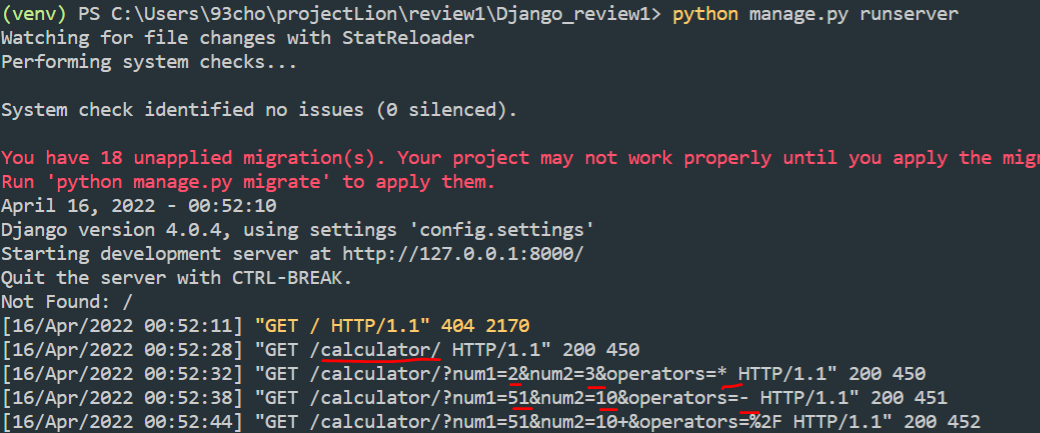 (venv) PS C:\Users\93cho\projectLion\review1\Django_review1> python manage.py runserver
Watching for file changes with StatReloader
Performing system checks...
System check identified no issues (0 silenced).
You have 18 unapplied migration(s). Your project may not work properly until you apply the
Run 'python manage.py migrate' to apply them.
April 16, 2022 - 00:52:10
Django version 4.0.4, using settings 'config.settings'
Starting development server at http://127.0.0.1:8000/
Quit the server with CTRL-BREAK.
Not Found: /
[16/Apr/2022 00:52:11] "GET / HTTP/1.1" 404 2170
[16/Apr/2022 00:52:28] "GET /calculator/ HTTP/1.1" 200 450
[16/Apr/2022 00:52:32] "GET /calculator/?num1=2&num2=3&operators=* HTTP/1.1" 200 450
[16/Apr/2022 00:52:38] "GET /calculator/?num1=51&num2=10&operators=- HTTP/1.1" 200 451
[16/Apr/2022 00:52:44] "GET /calculator/?num1=51&num2=10+&operators=%2F HTTP/1.1" 200 452